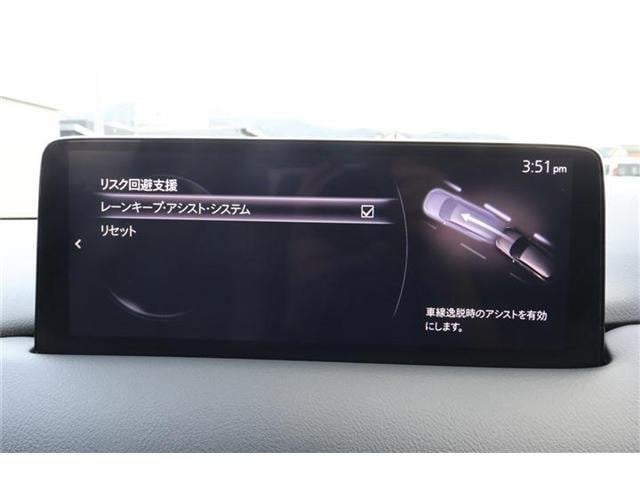 3:51 pm
リスク回避支援
レーンキープ・アシスト・システム
リセット
車線逸脱時のアシストを有効
にします。